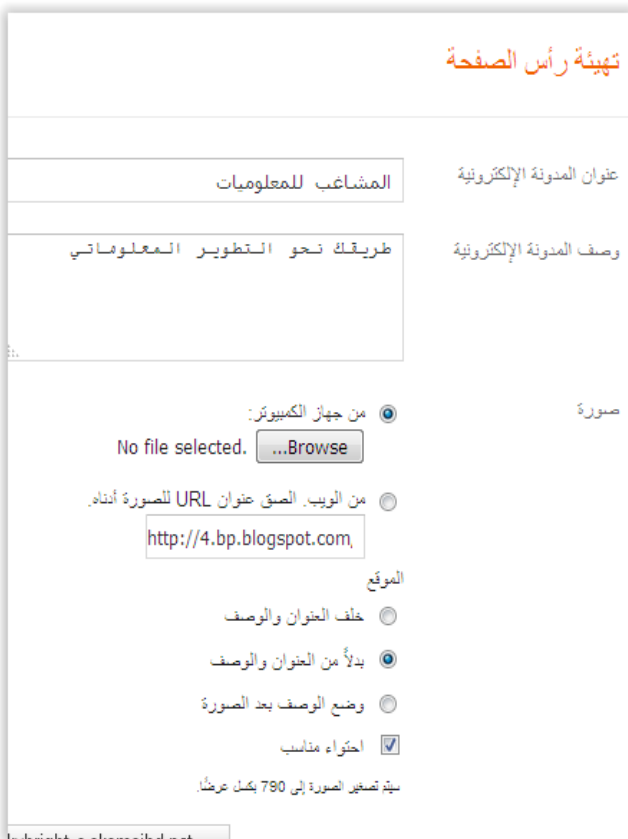 تهيئة رأس الصفحة
عنوان المدونة الإلكترونية
المشاغب للمعلوميات
وصف المدونة الإلكترونية
طريقك نحو التطوير المعلوماتي
صورة
من جهاز الكمبيوتر:
Browse... No file selected.
من الويب. الصق عنوان URL للصورة أدناه.
http://4.bp.blogspot.com
الموقع
خلف العنوان والوصف
بدلاً من العنوان والوصف
وضع الوصف بعد الصورة
احتواء مناسب
سيتم تصغير الصورة إلى 790 بكسل عرضًا.